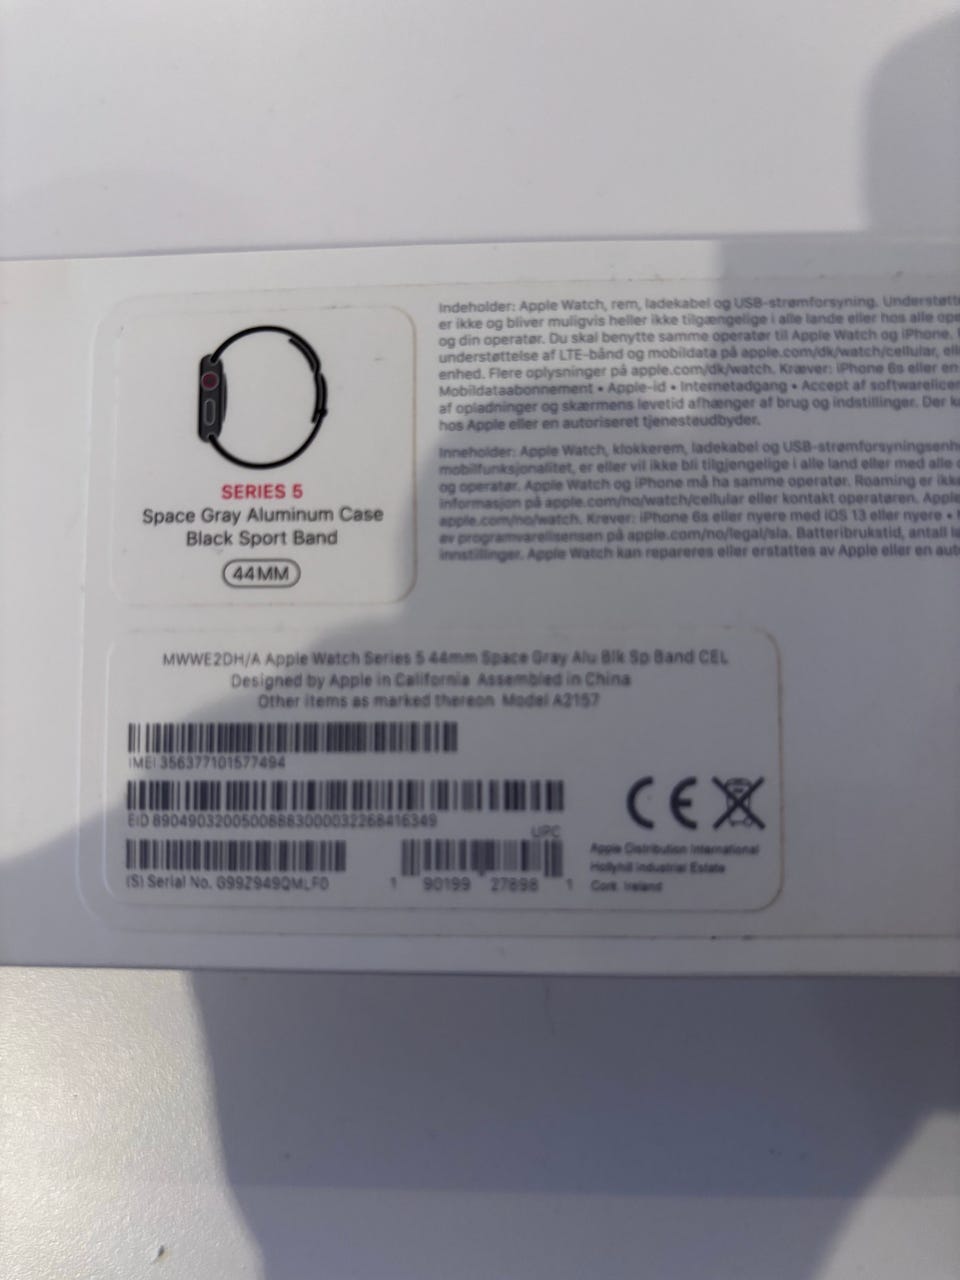 SERIES 5
Space Gray Aluminum Case
Black Sport Band
44MM
Indeholder: Apple Watch, rem, ladekabel og USB-strømforsyning. Understøtt
er ikke og bliver muligvis heller ikke tilgængelige i alle lande eller hos alle ope
og din operatør. Du skal benytte samme operatør til Apple Watch og iPhone.
understøttelse af LTE-bånd og mobildata på apple.com/dk/watch/cellular, ell
enhed. Flere oplysninger på apple.com/dk/watch. Kræver: iPhone 6s eller en
Mobildataabonnement • Apple-id • Internetadgang • Accept af softwarelicen
af opladninger og skærmens levetid afhænger af brug og indstillinger. Der k
hos Apple eller en autoriseret tjenesteudbyder.
Inneholder: Apple Watch, klokkerem, ladekabel og USB-strømforsyningsenh
mobilfunksjonalitet, er eller vil ikke bli tilgjengelige i alle land eller med alle
og operatør. Apple Watch og iPhone må ha samme operatør. Roaming er ikk
informasjon på apple.com/no/watch/cellular eller kontakt operatøren. Apple
apple.com/no/watch. Krever: iPhone 6s eller nyere med iOS 13 eller nyere •
av programvarelisensen på apple.com/no/legal/sla. Batteribrukstid, antall l
innstillinger. Apple Watch kan repareres eller erstattes av Apple eller en aut
MWWE2DH/A Apple Watch Series 5 44mm Space Gray Alu Blk Sp Band CEL
Designed by Apple in California Assembled in China
Other items as marked thereon Model A2157
IMEI 356377101577494
EID 89049032005008883000032268416349
UPC
(S) Serial No. G99Z949QMLF0
1 90199 27898 1
CE
Apple Distribution International
Hollyhill Industrial Estate
Cork, Ireland